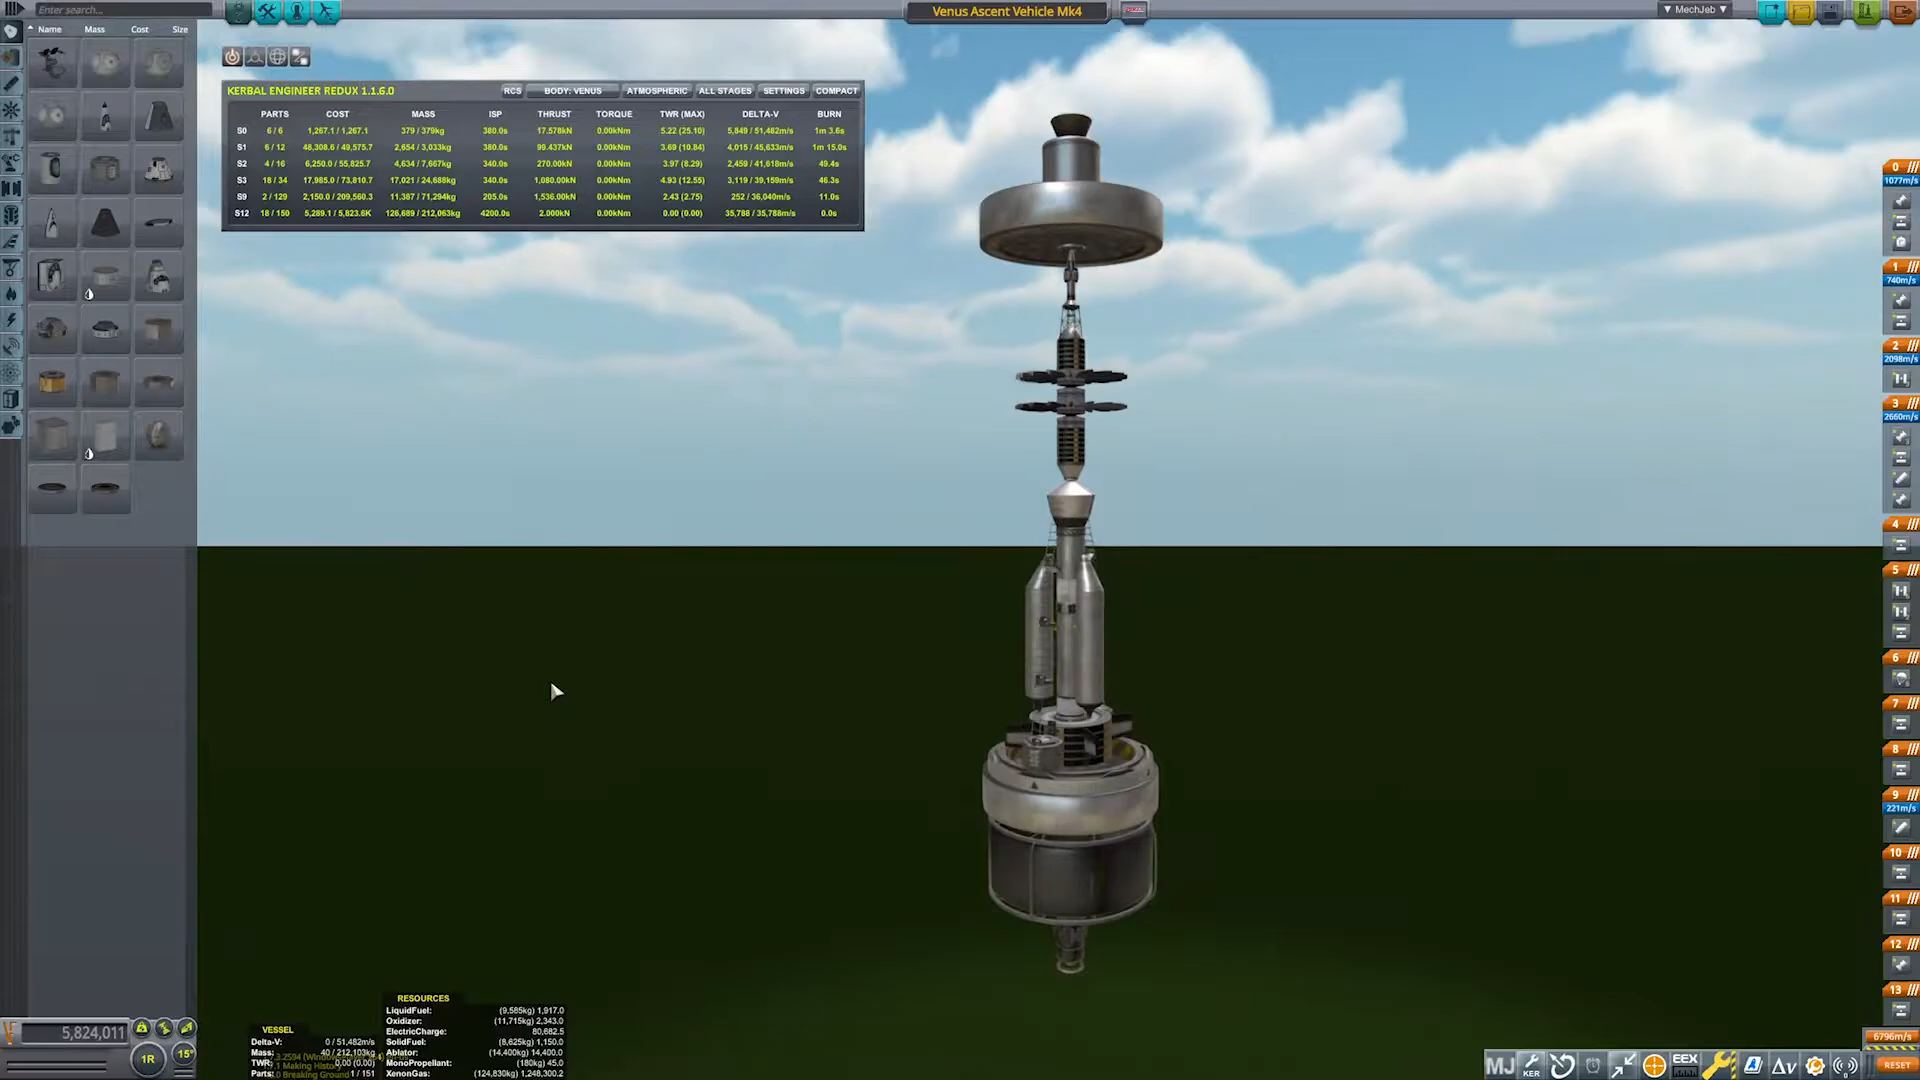 Enter search...
Venus Ascent Vehicle Mk4
▼ MechJeb ▼
Name Mass Cost Size
KERBAL ENGINEER REDUX 1.1.6.0 RCS BODY: VENUS ATMOSPHERIC ALL STAGES SETTINGS COMPACT
PARTS COST MASS ISP THRUST TORQUE TWR (MAX) DELTA-V BURN
S0 6 / 6 1,267.1 / 1,267.1 379 / 379kg 380.0s 17.578kN 0.00kNm 5.22 (25.10) 5,849 / 51,482m/s 1m 3.6s
S1 6 / 12 48,308.6 / 49,575.7 2,654 / 3,033kg 380.0s 99.437kN 0.00kNm 3.69 (10.84) 4,015 / 45,633m/s 1m 15.0s
S2 4 / 16 6,250.0 / 55,825.7 4,634 / 7,667kg 340.0s 270.00kN 0.00kNm 3.97 (8.29) 2,459 / 41,618m/s 49.4s
S3 18 / 34 17,985.0 / 73,810.7 17,021 / 24,688kg 340.0s 1,080.00kN 0.00kNm 4.93 (12.55) 3,119 / 39,159m/s 46.3s
S9 2 / 129 2,150.0 / 209,560.3 11,387 / 71,294kg 205.0s 1,536.00kN 0.00kNm 2.43 (2.75) 252 / 36,040m/s 11.0s
S12 18 / 150 5,289.1 / 5,823.6K 126,689 / 212,063kg 4200.0s 2.000kN 0.00kNm 0.00 (0.00) 35,788 / 35,788m/s 0.0s
0
1077m/s
1
740m/s
2
2098m/s
3
2660m/s
4
5
6
7
8
9
221m/s
10
11
12
13
6796m/s
RESET
5,824,011
1R
15°
VESSEL
Delta-V: 0 / 51,482m/s
Mass: 40 / 212,103kg
TWR: 0.00 (0.00)
Parts: 1 / 151
RESOURCES
LiquidFuel: (9,585kg) 1,917.0
Oxidizer: (11,715kg) 2,343.0
ElectricCharge: 80,682.5
SolidFuel: (8,625kg) 1,150.0
Ablator: (14,400kg) 14,400.0
MonoPropellant: (180kg) 45.0
XenonGas: (124,830kg) 1,248,300.2
MJ KER EEX Δv